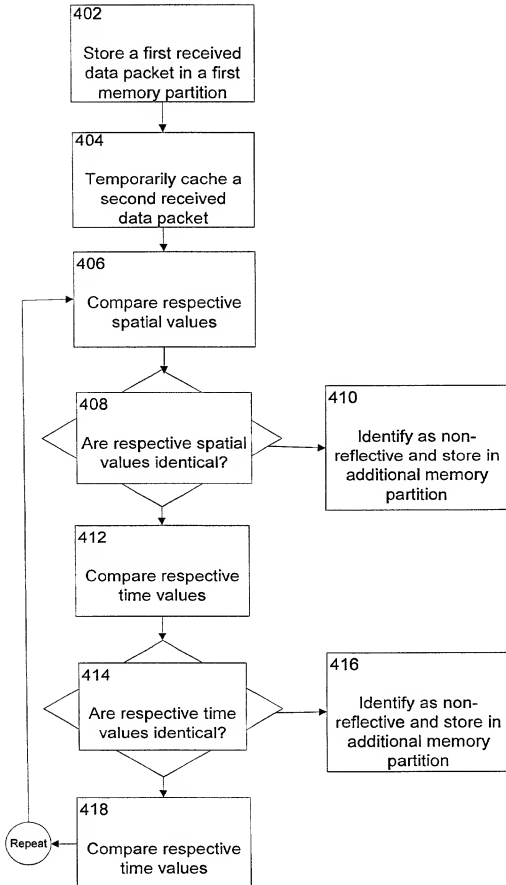 402
Store a first received
data packet in a first
memory partition
404
Temporarily cache a
second received
data packet
406
Compare respective
spatial values
408
Are respective spatial
values identical?
410
Identify as non-
reflective and store in
additional memory
partition
412
Compare respective
time values
414
Are respective time
values identical?
416
Identify as non-
reflective and store in
additional memory
partition
418
Compare respective
time values
Repeat